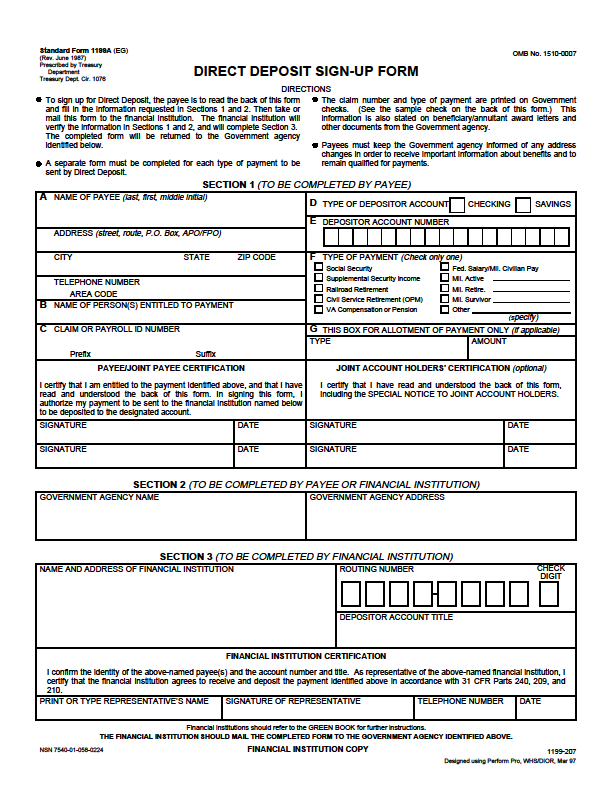 Standard Form 1199A (EG)
(Rev. June 1987)
Prescribed by Treasury
Department
Treasury Dept. Cir. 1076
OMB No. 1510-0007
DIRECT DEPOSIT SIGN-UP FORM
DIRECTIONS
● To sign up for Direct Deposit, the payee is to read the back of this form
and fill in the information requested in Sections 1 and 2. Then take or
mail this form to the financial institution. The financial institution will
verify the information in Sections 1 and 2, and will complete Section 3.
The completed form will be returned to the Government agency
identified below.
● A separate form must be completed for each type of payment to be
sent by Direct Deposit.
● The claim number and type of payment are printed on Government
checks. (See the sample check on the back of this form.) This
information is also stated on beneficiary/annuitant award letters and
other documents from the Government agency.
● Payees must keep the Government agency informed of any address
changes in order to receive important information about benefits and to
remain qualified for payments.
SECTION 1 (TO BE COMPLETED BY PAYEE)
A NAME OF PAYEE (last, first, middle initial)
ADDRESS (street, route, P.O. Box, APO/FPO)
CITY STATE ZIP CODE
TELEPHONE NUMBER
AREA CODE
B NAME OF PERSON(S) ENTITLED TO PAYMENT
C CLAIM OR PAYROLL ID NUMBER
Prefix Suffix
D TYPE OF DEPOSITOR ACCOUNT CHECKING SAVINGS
E DEPOSITOR ACCOUNT NUMBER
F TYPE OF PAYMENT (Check only one)
Social Security Fed. Salary/Mil. Civilian Pay
Supplemental Security Income Mil. Active
Railroad Retirement Mil. Retire.
Civil Service Retirement (OPM) Mil. Survivor
VA Compensation or Pension Other
(specify)
G THIS BOX FOR ALLOTMENT OF PAYMENT ONLY (if applicable)
TYPE AMOUNT
PAYEE/JOINT PAYEE CERTIFICATION
I certify that I am entitled to the payment identified above, and that I have
read and understood the back of this form. In signing this form, I
authorize my payment to be sent to the financial institution named below
to be deposited to the designated account.
JOINT ACCOUNT HOLDERS' CERTIFICATION (optional)
I certify that I have read and understood the back of this form,
including the SPECIAL NOTICE TO JOINT ACCOUNT HOLDERS.
SIGNATURE DATE SIGNATURE DATE
SIGNATURE DATE SIGNATURE DATE
SECTION 2 (TO BE COMPLETED BY PAYEE OR FINANCIAL INSTITUTION)
GOVERNMENT AGENCY NAME GOVERNMENT AGENCY ADDRESS
SECTION 3 (TO BE COMPLETED BY FINANCIAL INSTITUTION)
NAME AND ADDRESS OF FINANCIAL INSTITUTION
ROUTING NUMBER CHECK
DIGIT
DEPOSITOR ACCOUNT TITLE
FINANCIAL INSTITUTION CERTIFICATION
I confirm the identity of the above-named payee(s) and the account number and title. As representative of the above-named financial institution, I
certify that the financial institution agrees to receive and deposit the payment identified above in accordance with 31 CFR Parts 240, 209, and
210.
PRINT OR TYPE REPRESENTATIVE'S NAME SIGNATURE OF REPRESENTATIVE TELEPHONE NUMBER DATE
Financial institutions should refer to the GREEN BOOK for further instructions.
THE FINANCIAL INSTITUTION SHOULD MAIL THE COMPLETED FORM TO THE GOVERNMENT AGENCY IDENTIFIED ABOVE.
NSN 7540-01-058-0224 FINANCIAL INSTITUTION COPY 1199-207
Designed using Perform Pro, WHS/DIOR, Mar 97